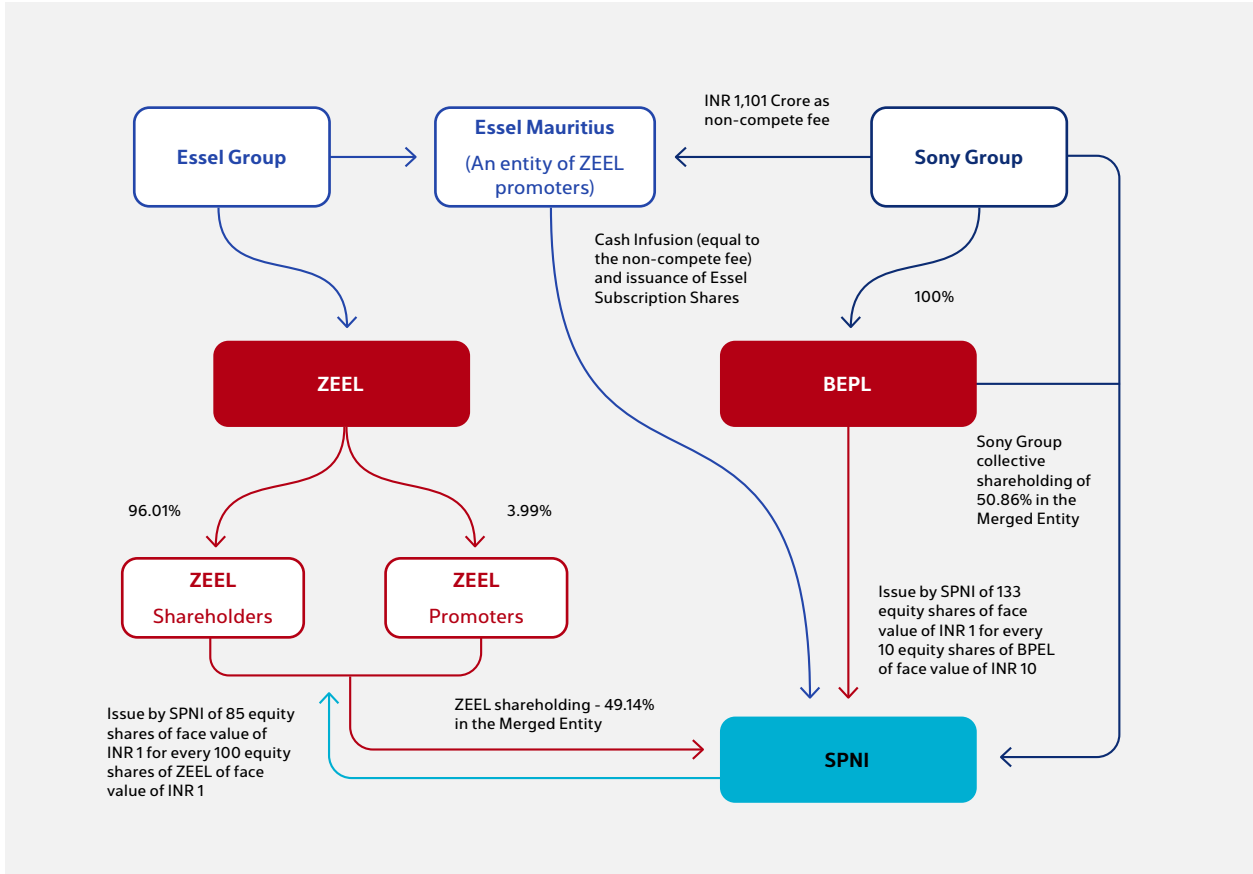 INR 1,101 Crore as
non-compete fee
Essel Group
Essel Mauritius
(An entity of ZEEL
promoters)
Sony Group
Cash Infusion (equal to
the non-compete fee)
and issuance of Essel
Subscription Shares
100%
ZEEL
BEPL
Sony Group
collective
shareholding of
50.86% in the
Merged Entity
96.01%
3.99%
ZEEL
Shareholders
ZEEL
Promoters
Issue by SPNI of 133
equity shares of face
value of INR 1 for every
10 equity shares of BPEL
of face value of INR 10
ZEEL shareholding - 49.14%
in the Merged Entity
Issue by SPNI of 85 equity
shares of face value of
INR 1 for every 100 equity
shares of ZEEL of face
value of INR 1
SPNI